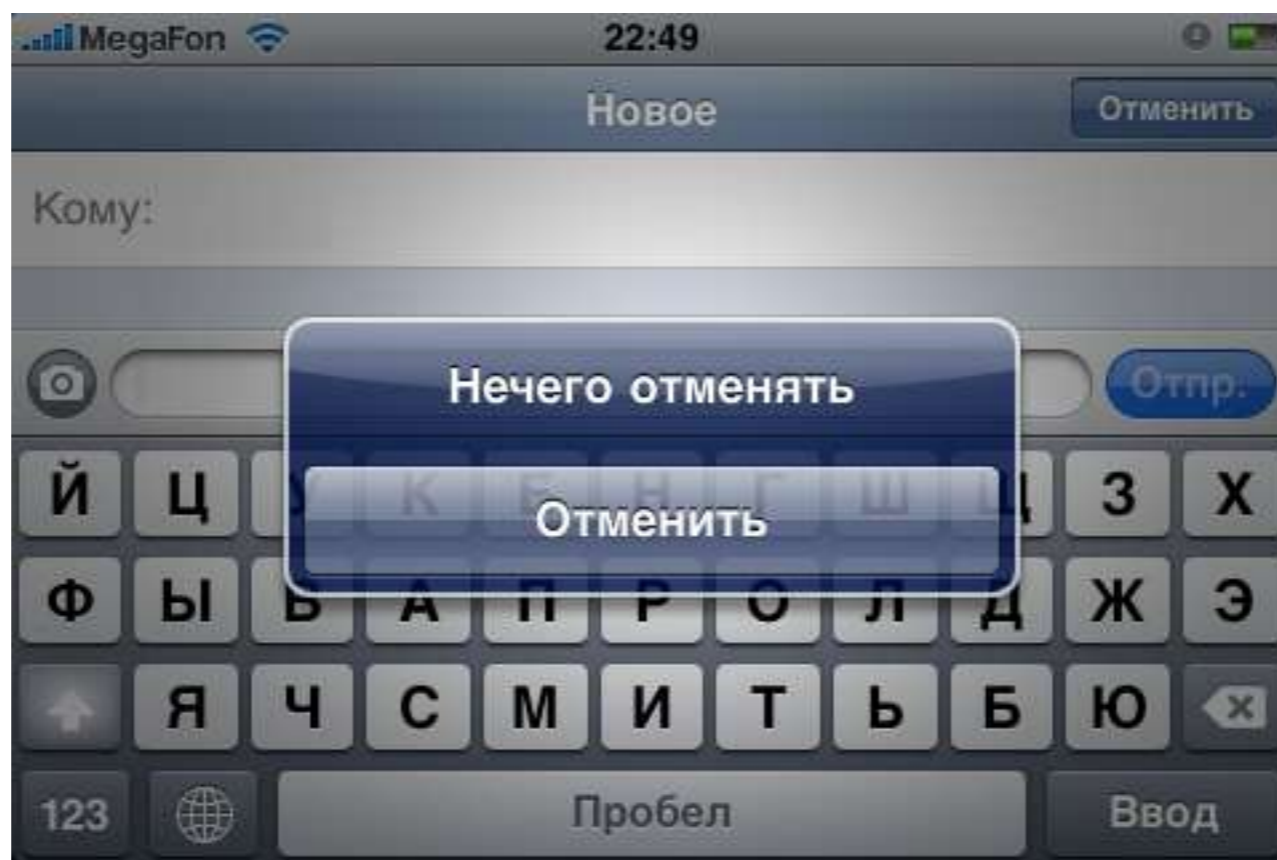 MegaFon 22:49
Новое Отменить
Кому:
Отпр.
Нечего отменять
Отменить
Й Ц У К Е Н Г Ш Щ З Х
Ф Ы В А П Р О Л Д Ж Э
Я Ч С М И Т Ь Б Ю
123 Пробел Ввод